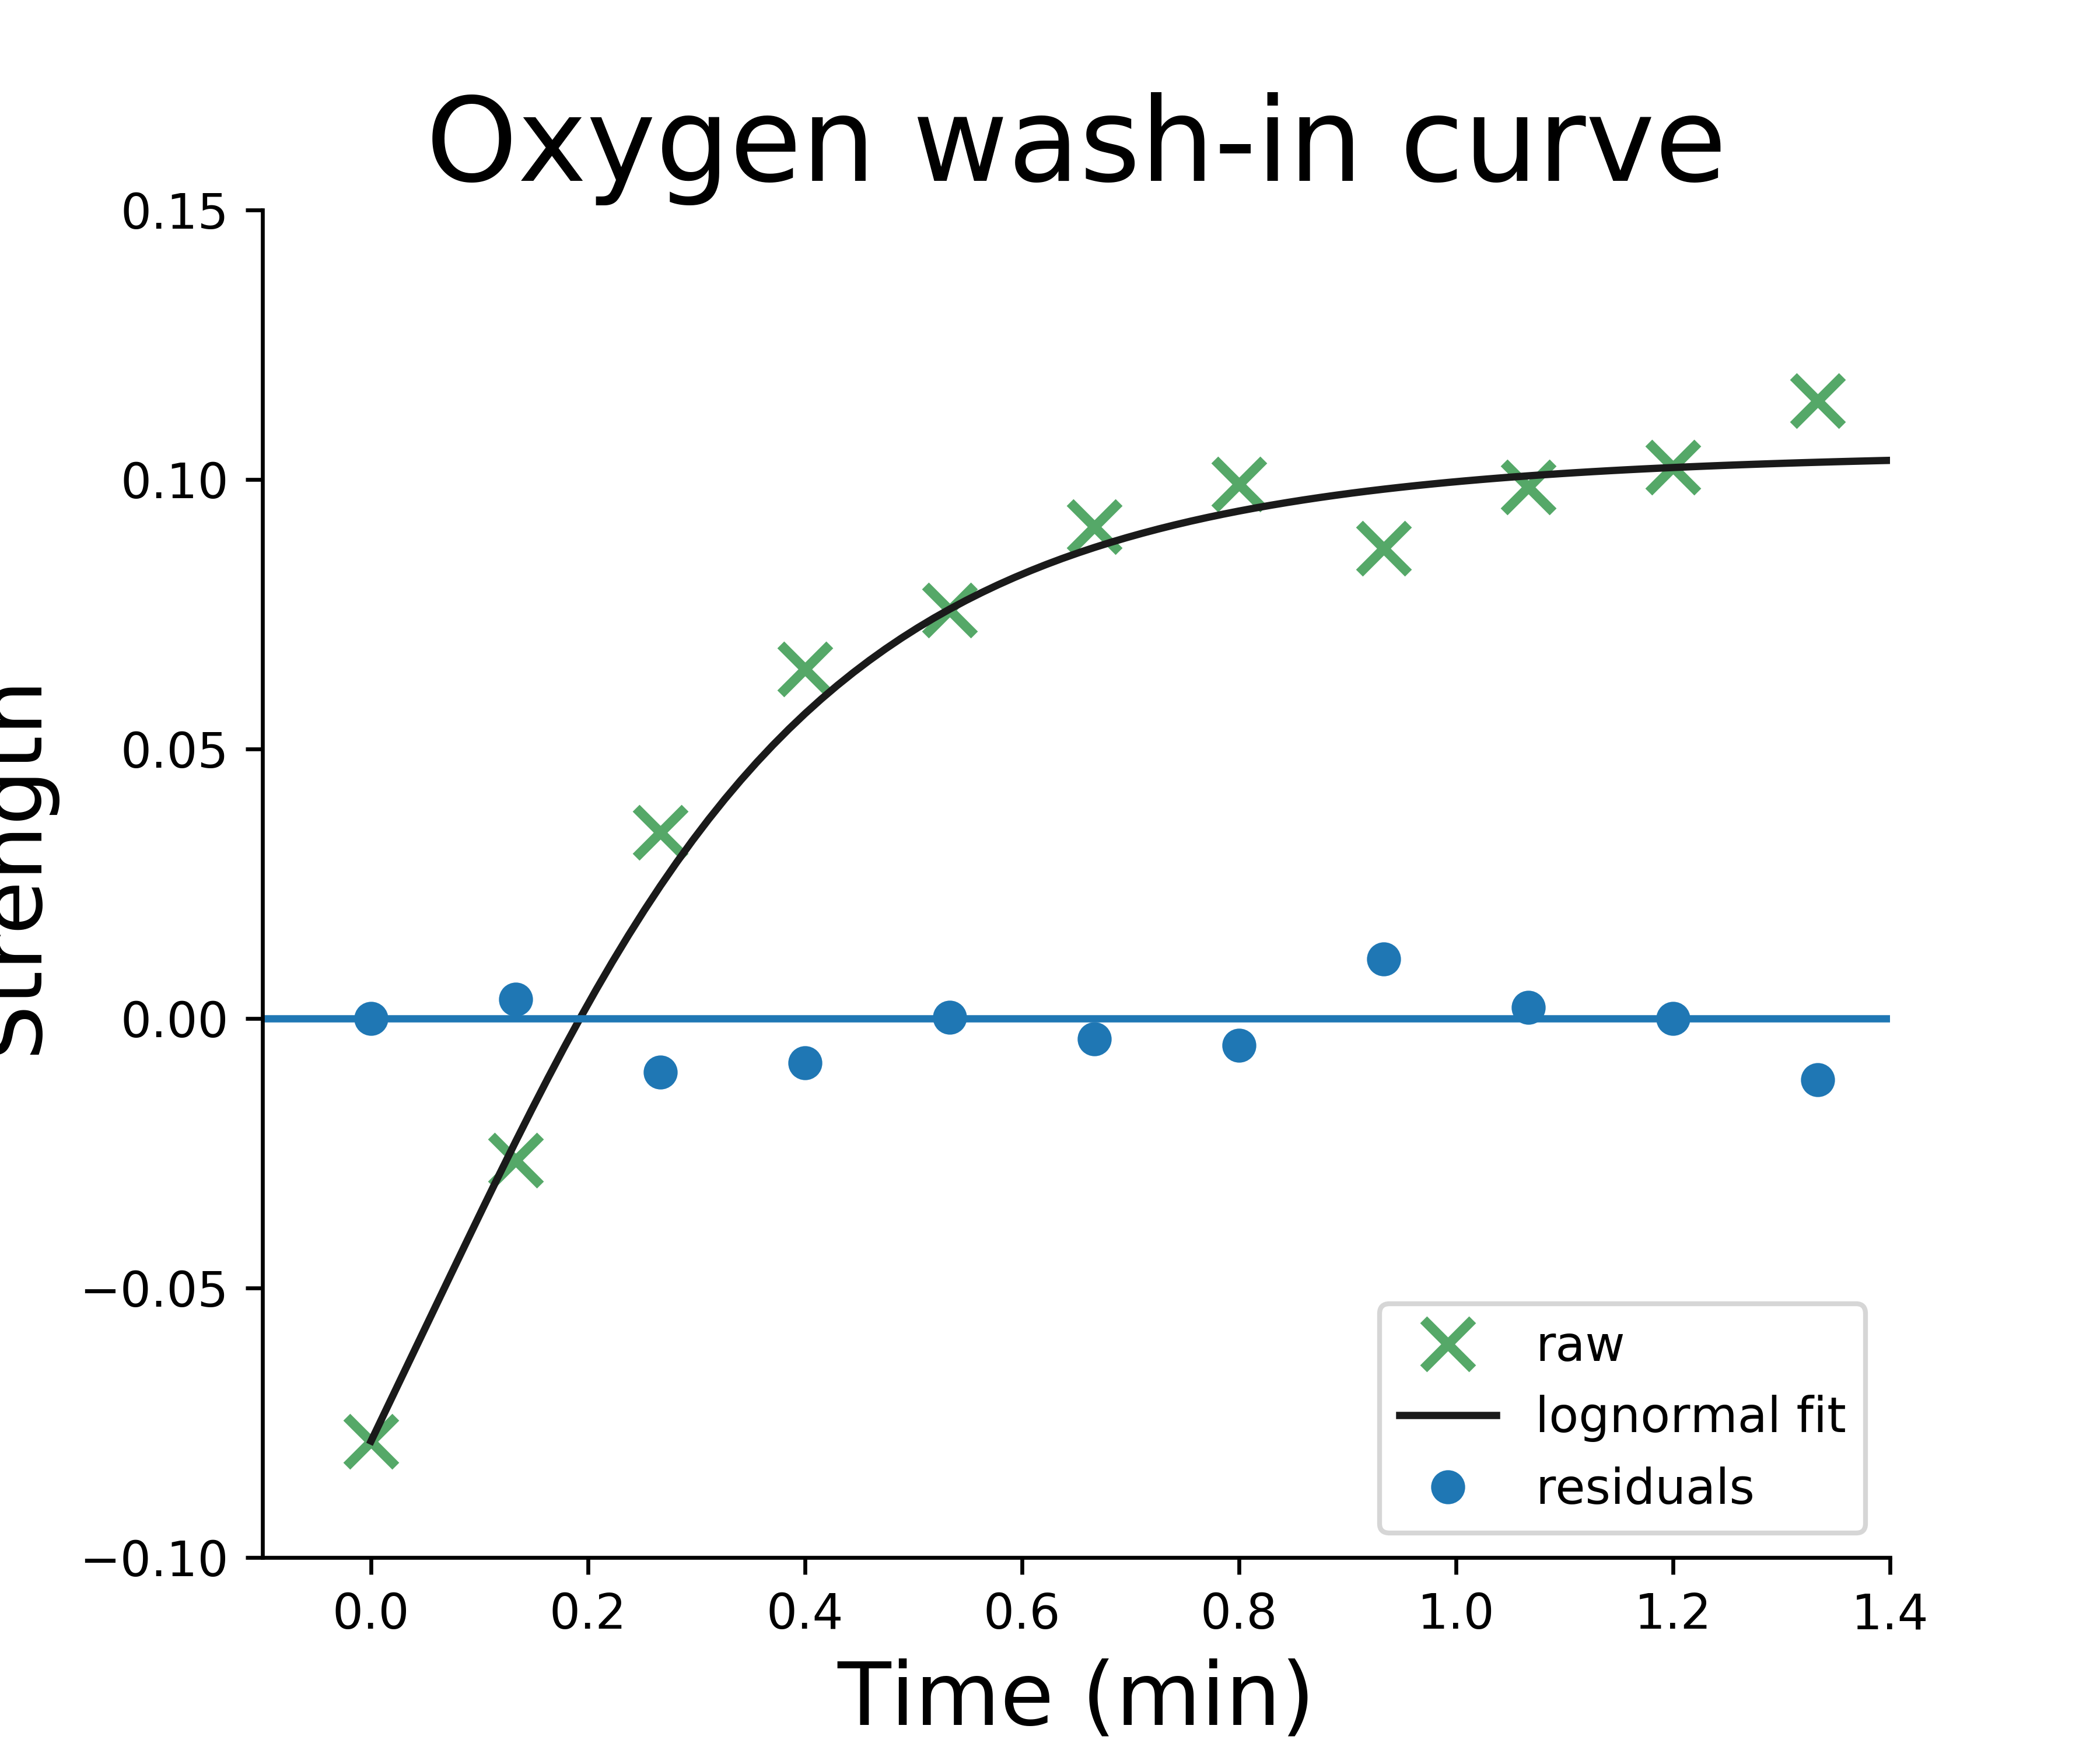 Oxygen wash-in curve
0.15
0.10
0.05
0.00
−0.05
−0.10
Strength
raw
lognormal fit
residuals
0.0 0.2 0.4 0.6 0.8 1.0 1.2 1.4
Time (min)